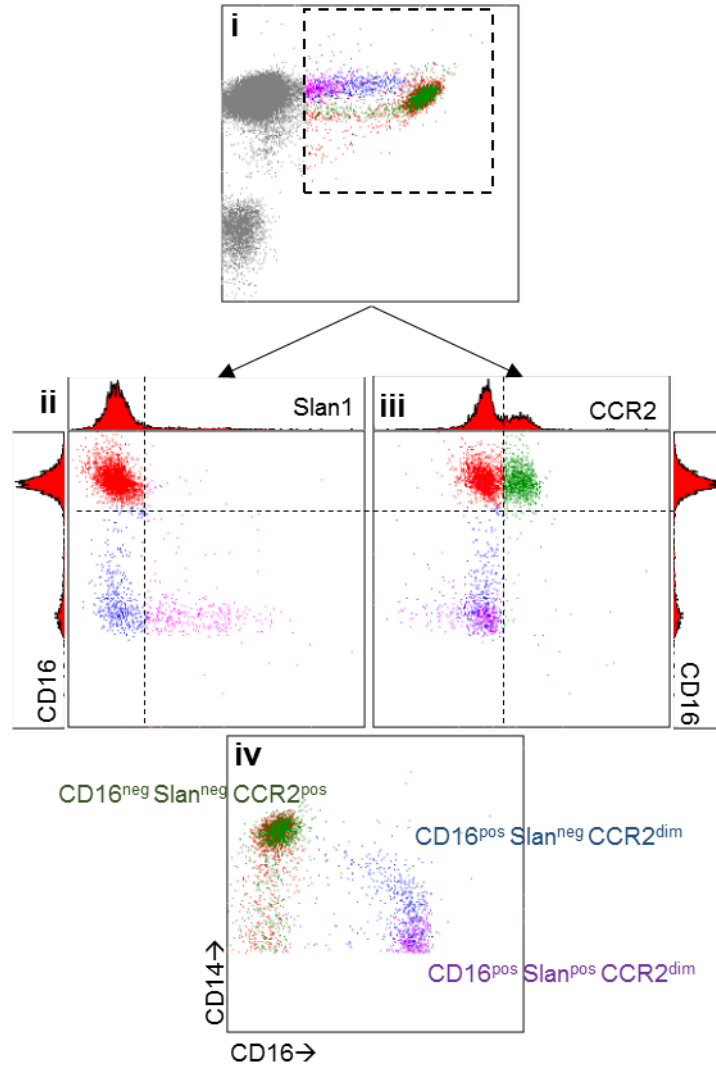 i
ii
Slan1
iii
CCR2
CD16
CD16
iv
CD16ⁿᵉᵍ Slanⁿᵉᵍ CCR2ᵖᵒˢ
CD16ᵖᵒˢ Slanⁿᵉᵍ CCR2ᵈⁱᵐ
CD16ᵖᵒˢ Slanᵖᵒˢ CCR2ᵈⁱᵐ
CD14→
CD16→